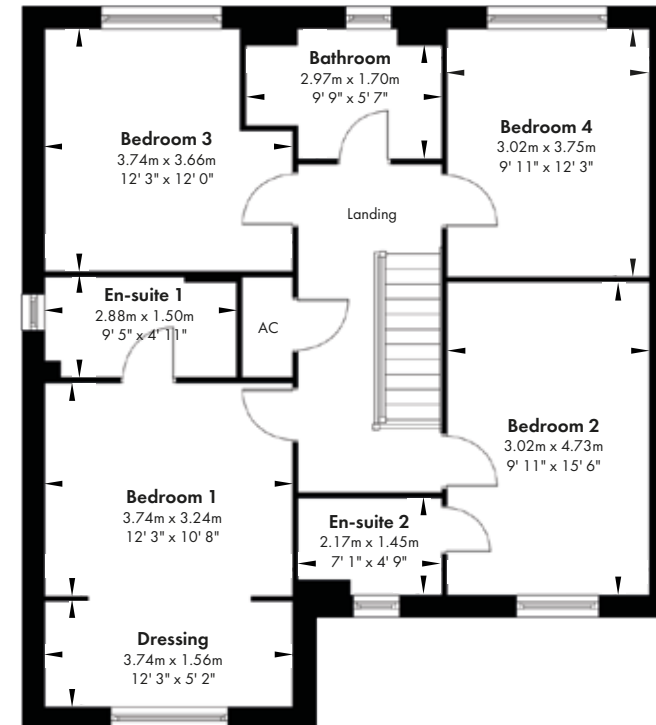 Bathroom
2.97m x 1.70m
9' 9" x 5' 7"
Bedroom 3
3.74m x 3.66m
12' 3" x 12' 0"
Bedroom 4
3.02m x 3.75m
9' 11" x 12' 3"
Landing
En-suite 1
2.88m x 1.50m
9' 5" x 4' 11"
AC
Bedroom 2
3.02m x 4.73m
9' 11" x 15' 6"
Bedroom 1
3.74m x 3.24m
12' 3" x 10' 8"
En-suite 2
2.17m x 1.45m
7' 1" x 4' 9"
Dressing
3.74m x 1.56m
12' 3" x 5' 2"